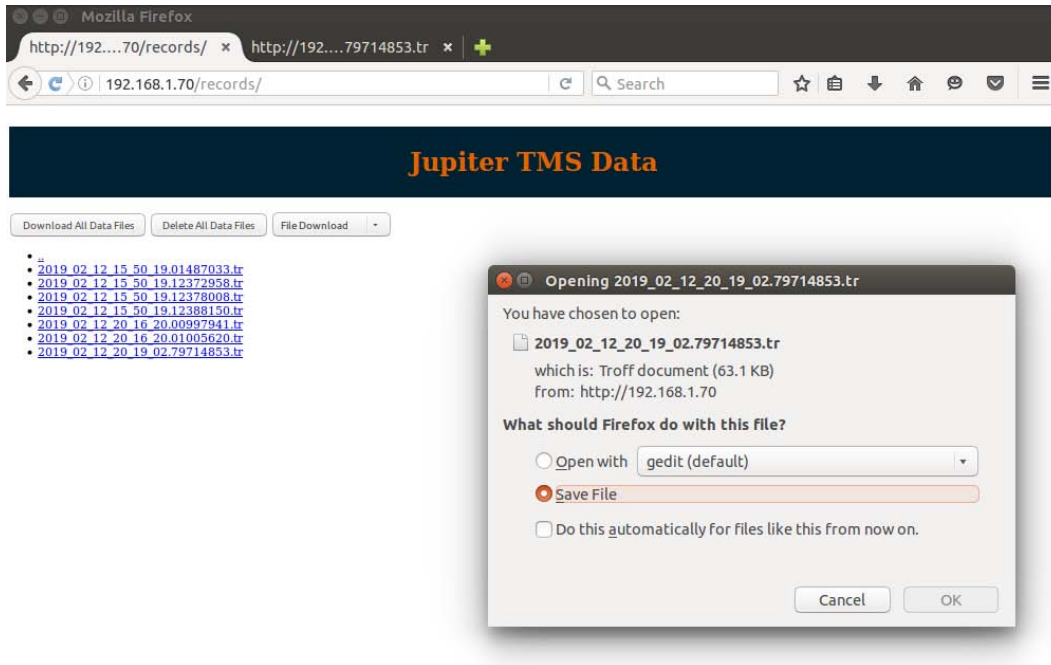 Mozilla Firefox
http://192....70/records/ × http://192....79714853.tr ×
192.168.1.70/records/ Search
Jupiter TMS Data
Download All Data Files Delete All Data Files File Download
..
2019_02_12_15_50_19.01487033.tr
2019_02_12_15_50_19.12372958.tr
2019_02_12_15_50_19.12378008.tr
2019_02_12_15_50_19.12388150.tr
2019_02_12_20_16_20.00997941.tr
2019_02_12_20_16_20.01005620.tr
2019_02_12_20_19_02.79714853.tr
Opening 2019_02_12_20_19_02.79714853.tr
You have chosen to open:
2019_02_12_20_19_02.79714853.tr
which is: Troff document (63.1 KB)
from: http://192.168.1.70
What should Firefox do with this file?
Open with gedit (default)
Save File
Do this automatically for files like this from now on.
Cancel OK